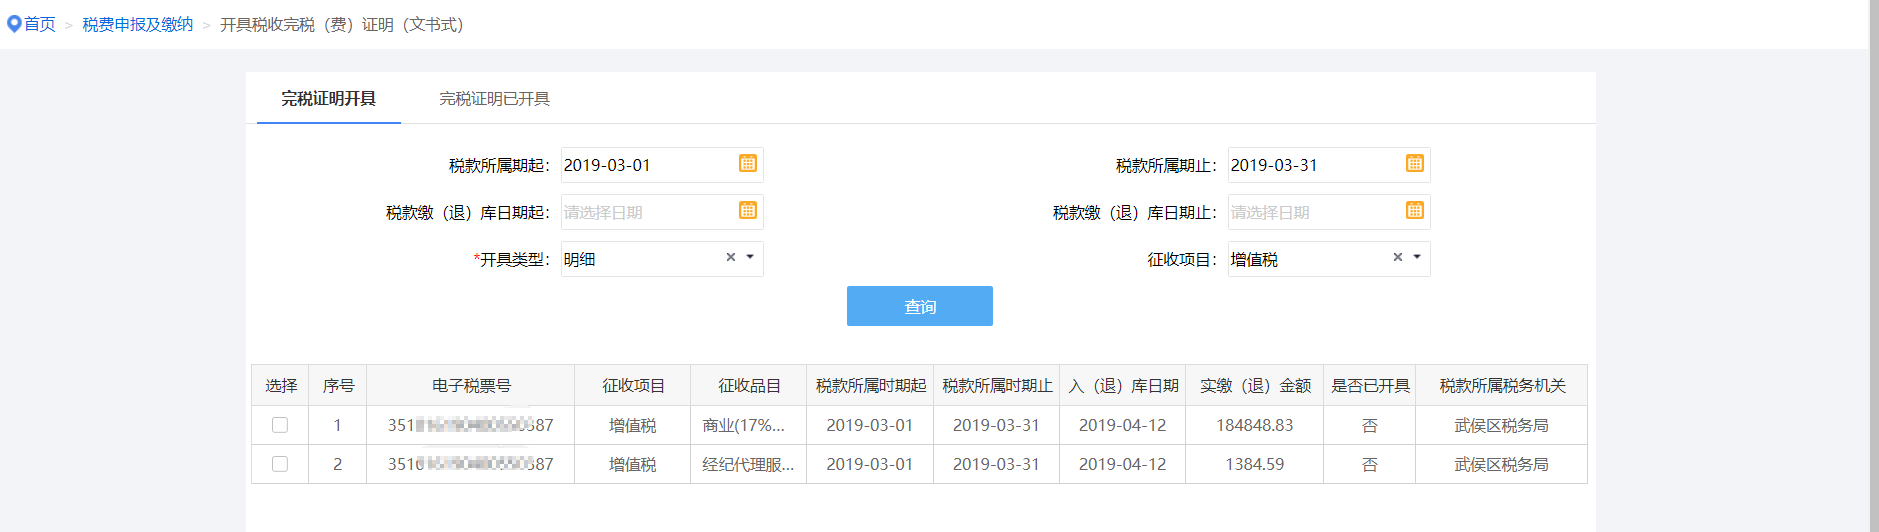 首页 > 税费申报及缴纳 > 开具税收完税（费）证明（文书式）
完税证明开具 完税证明已开具
税款所属期起： 2019-03-01 税款所属期止： 2019-03-31
税款缴（退）库日期起： 请选择日期 税款缴（退）库日期止： 请选择日期
*开具类型： 明细 征收项目： 增值税
查询
选择 序号 电子税票号 征收项目 征收品目 税款所属时期起 税款所属时期止 入（退）库日期 实缴（退）金额 是否已开具 税款所属税务机关
1 351 增值税 商业(17%... 2019-03-01 2019-03-31 2019-04-12 184848.83 否 武侯区税务局
2 351 增值税 经纪代理服... 2019-03-01 2019-03-31 2019-04-12 1384.59 否 武侯区税务局